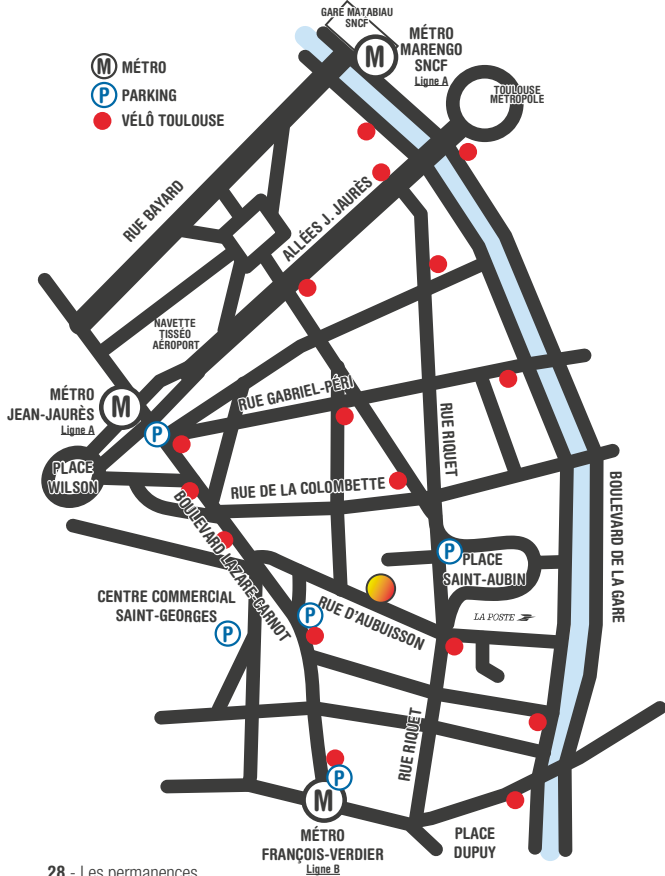 GARE MATABIAU
SNCF
M
MÉTRO
MARENGO
SNCF
Ligne A
TOULOUSE
METROPOLE
M MÉTRO
P PARKING
VÉLÔ TOULOUSE
RUE BAYARD
ALLÉES J. JAURÈS
NAVETTE
TISSÉO
AÉROPORT
MÉTRO
JEAN-JAURÈS
Ligne A
M
P
RUE GABRIEL-PÉRI
RUE RIQUET
PLACE
WILSON
RUE DE LA COLOMBETTE
BOULEVARD LAZARE-CARNOT
BOULEVARD DE LA GARE
P
PLACE
SAINT-AUBIN
CENTRE COMMERCIAL
SAINT-GEORGES
P
P
RUE D'AUBUISSON
LA POSTE
RUE RIQUET
P
M
MÉTRO
FRANÇOIS-VERDIER
Ligne B
PLACE
DUPUY
28 - Les permanences